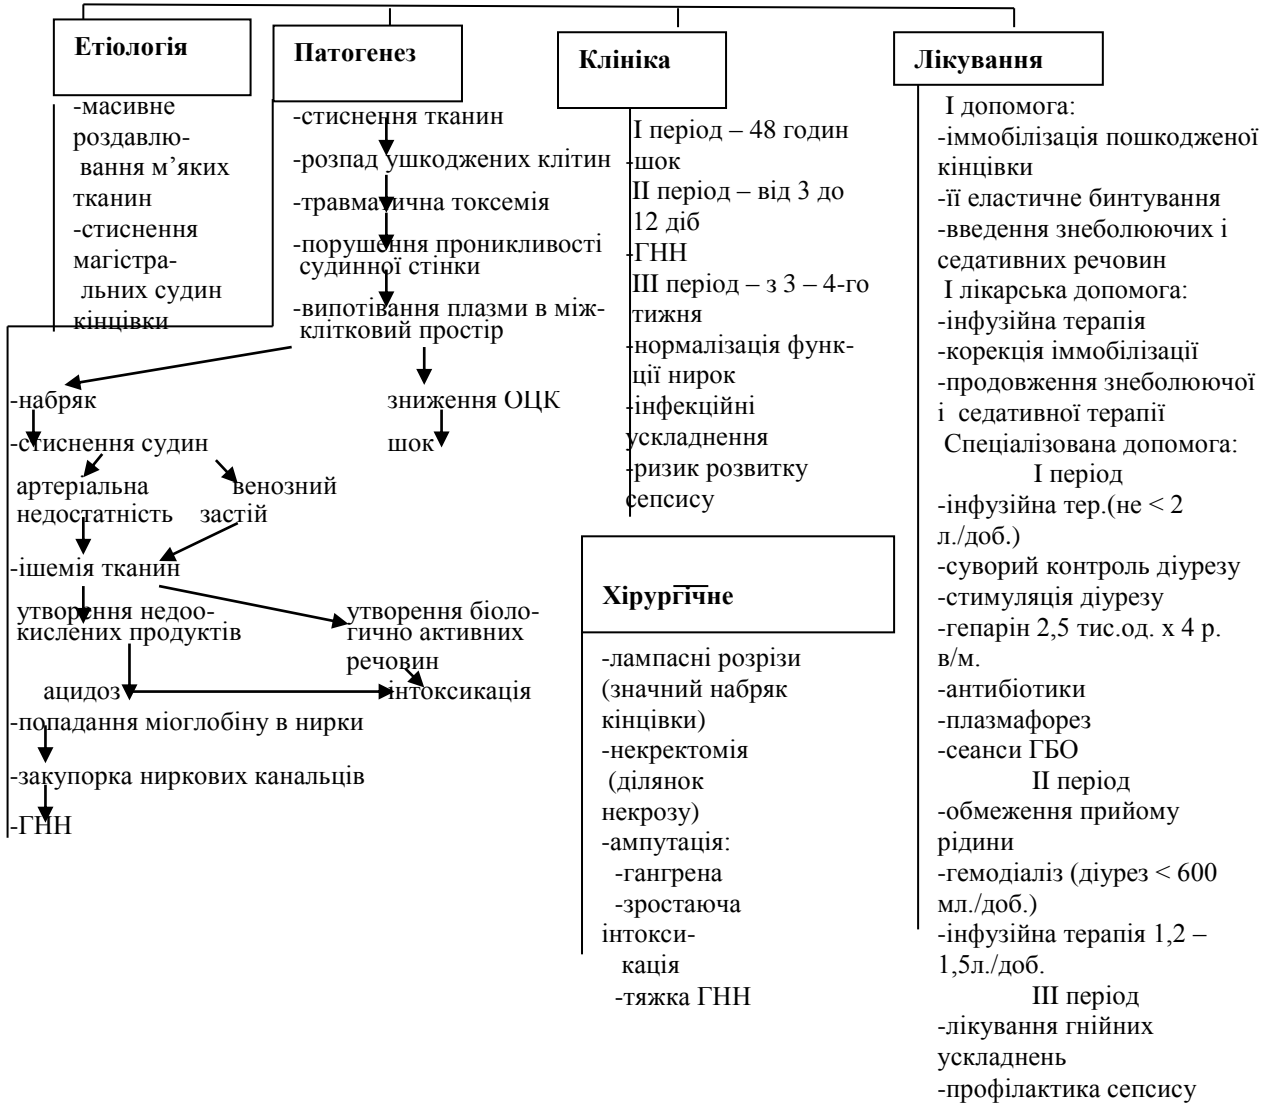 Етіологія
-масивне
роздавлю-
вання м’яких
тканин
-стиснення
магістра-
льних судин
кінцівки
Патогенез
-стиснення тканин
-розпад ушкоджених клітин
-травматична токсемія
-порушення проникливості
судинної стінки
-випотівання плазми в між-
клітковий простір
-набряк
зниження ОЦК
-стиснення судин
шок
артеріальна
недостатність
венозний
застій
-ішемія тканин
утворення недоо-
кислених продуктів
утворення біоло-
гично активних
речовин
ацидоз
інтоксикація
-попадання міоглобіну в нирки
-закупорка ниркових канальців
-ГНН
Клініка
І період – 48 годин
-шок
ІІ період – від 3 до
12 діб
-ГНН
ІІІ період – з 3 – 4-го
тижня
-нормалізація функ-
ції нирок
-інфекційні
ускладнення
-ризик розвитку
сепсису
Хірургічне
-лампасні розрізи
(значний набряк
кінцівки)
-некректомія
(ділянок
некрозу)
-ампутація:
-гангрена
-зростаюча
інтокси-
кація
-тяжка ГНН
Лікування
І допомога:
-іммобілізація пошкодженої
кінцівки
-її еластичне бинтування
-введення знеболюючих і
седативних речовин
І лікарська допомога:
-інфузійна терапія
-корекція іммобілізації
-продовження знеболюючої
і седативної терапії
Спеціалізована допомога:
І період
-інфузійна тер.(не < 2
л./доб.)
-суворий контроль діурезу
-стимуляція діурезу
-гепарін 2,5 тис.од. х 4 р.
в/м.
-антибіотики
-плазмафорез
-сеанси ГБО
ІІ період
-обмеження прийому
рідини
-гемодіаліз (діурез < 600
мл./доб.)
-інфузійна терапія 1,2 –
1,5л./доб.
ІІІ період
-лікування гнійних
ускладнень
-профілактика сепсису